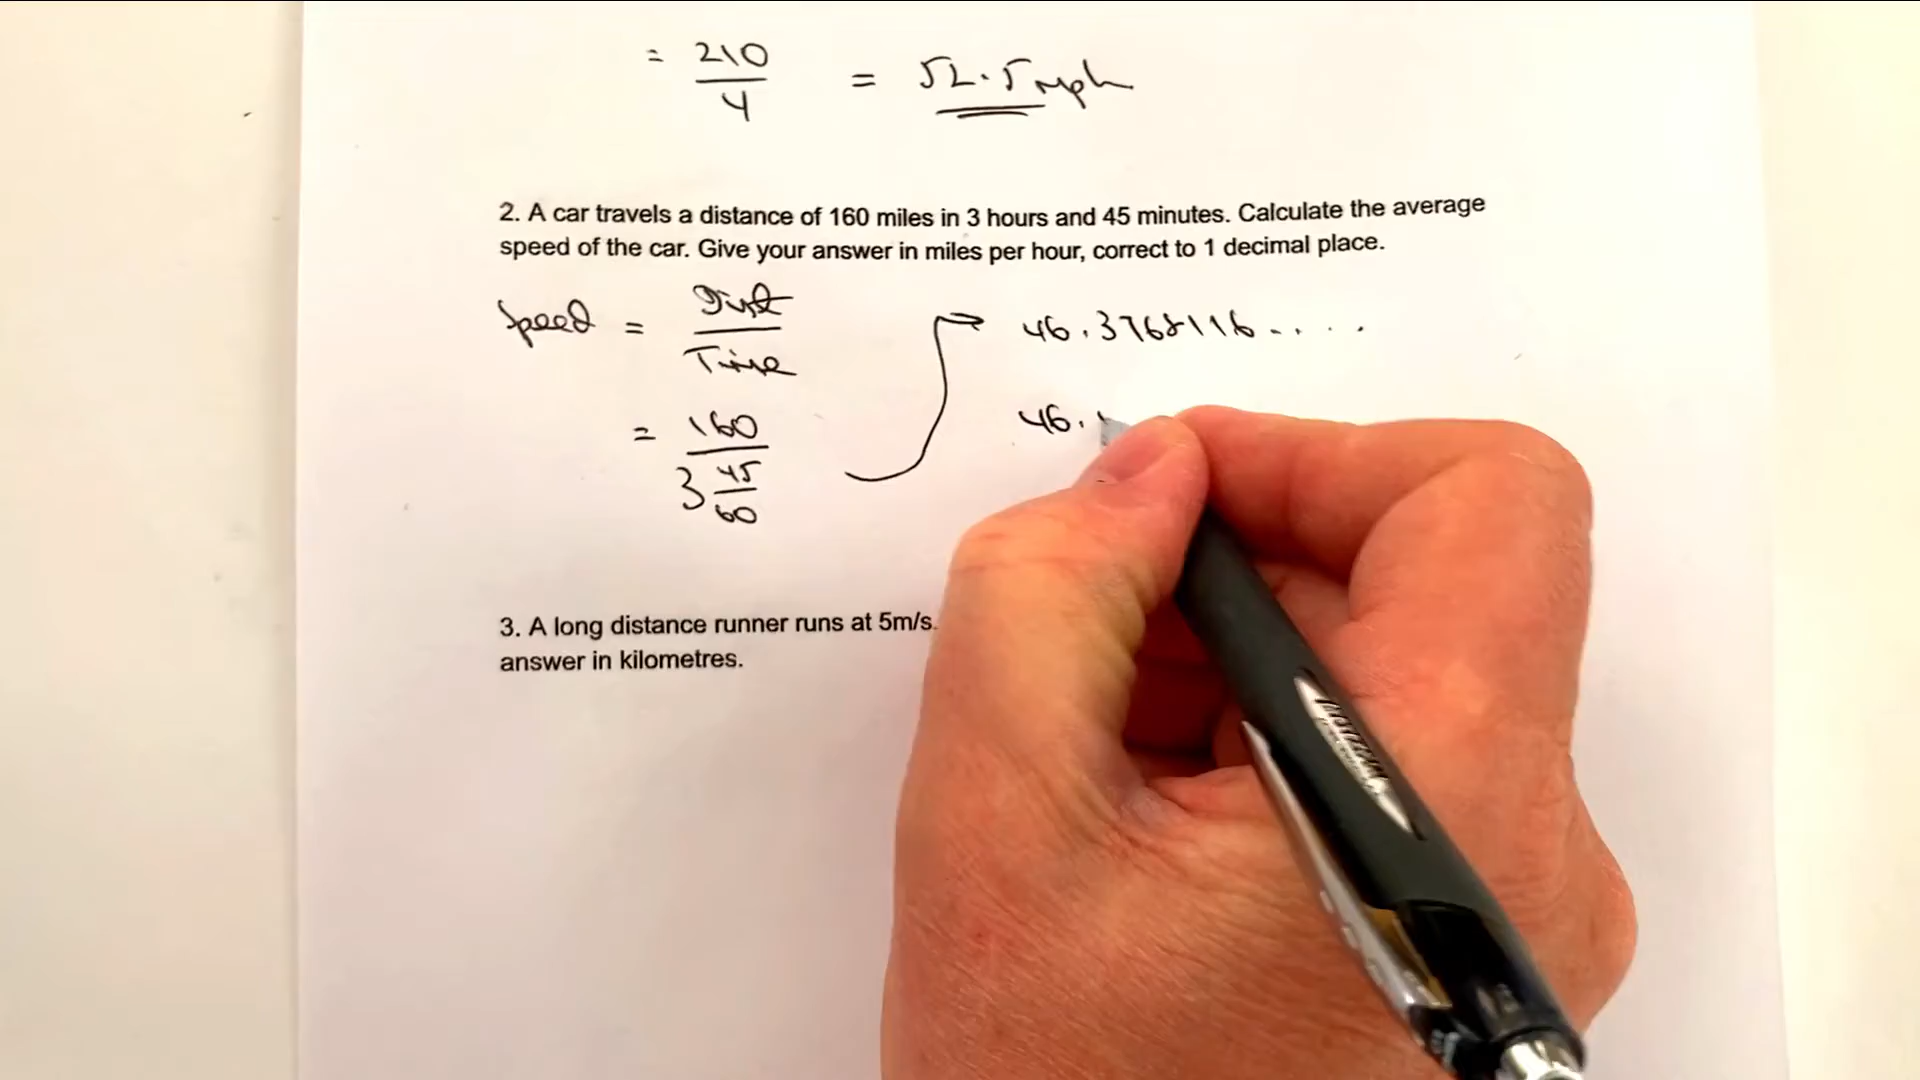 = 210/4 = 52.5mph
2. A car travels a distance of 160 miles in 3 hours and 45 minutes. Calculate the average
speed of the car. Give your answer in miles per hour, correct to 1 decimal place.
Speed = Dist/Time
46.3768116.....
= 160/3 45/60
46.
3. A long distance runner runs at 5m/s.
answer in kilometres.